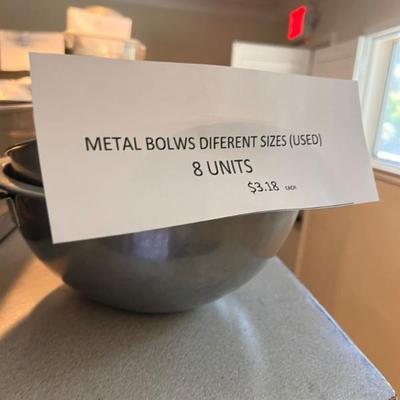 METAL BOLWS DIFERENT SIZES (USED)
8 UNITS
$3.18 EACH